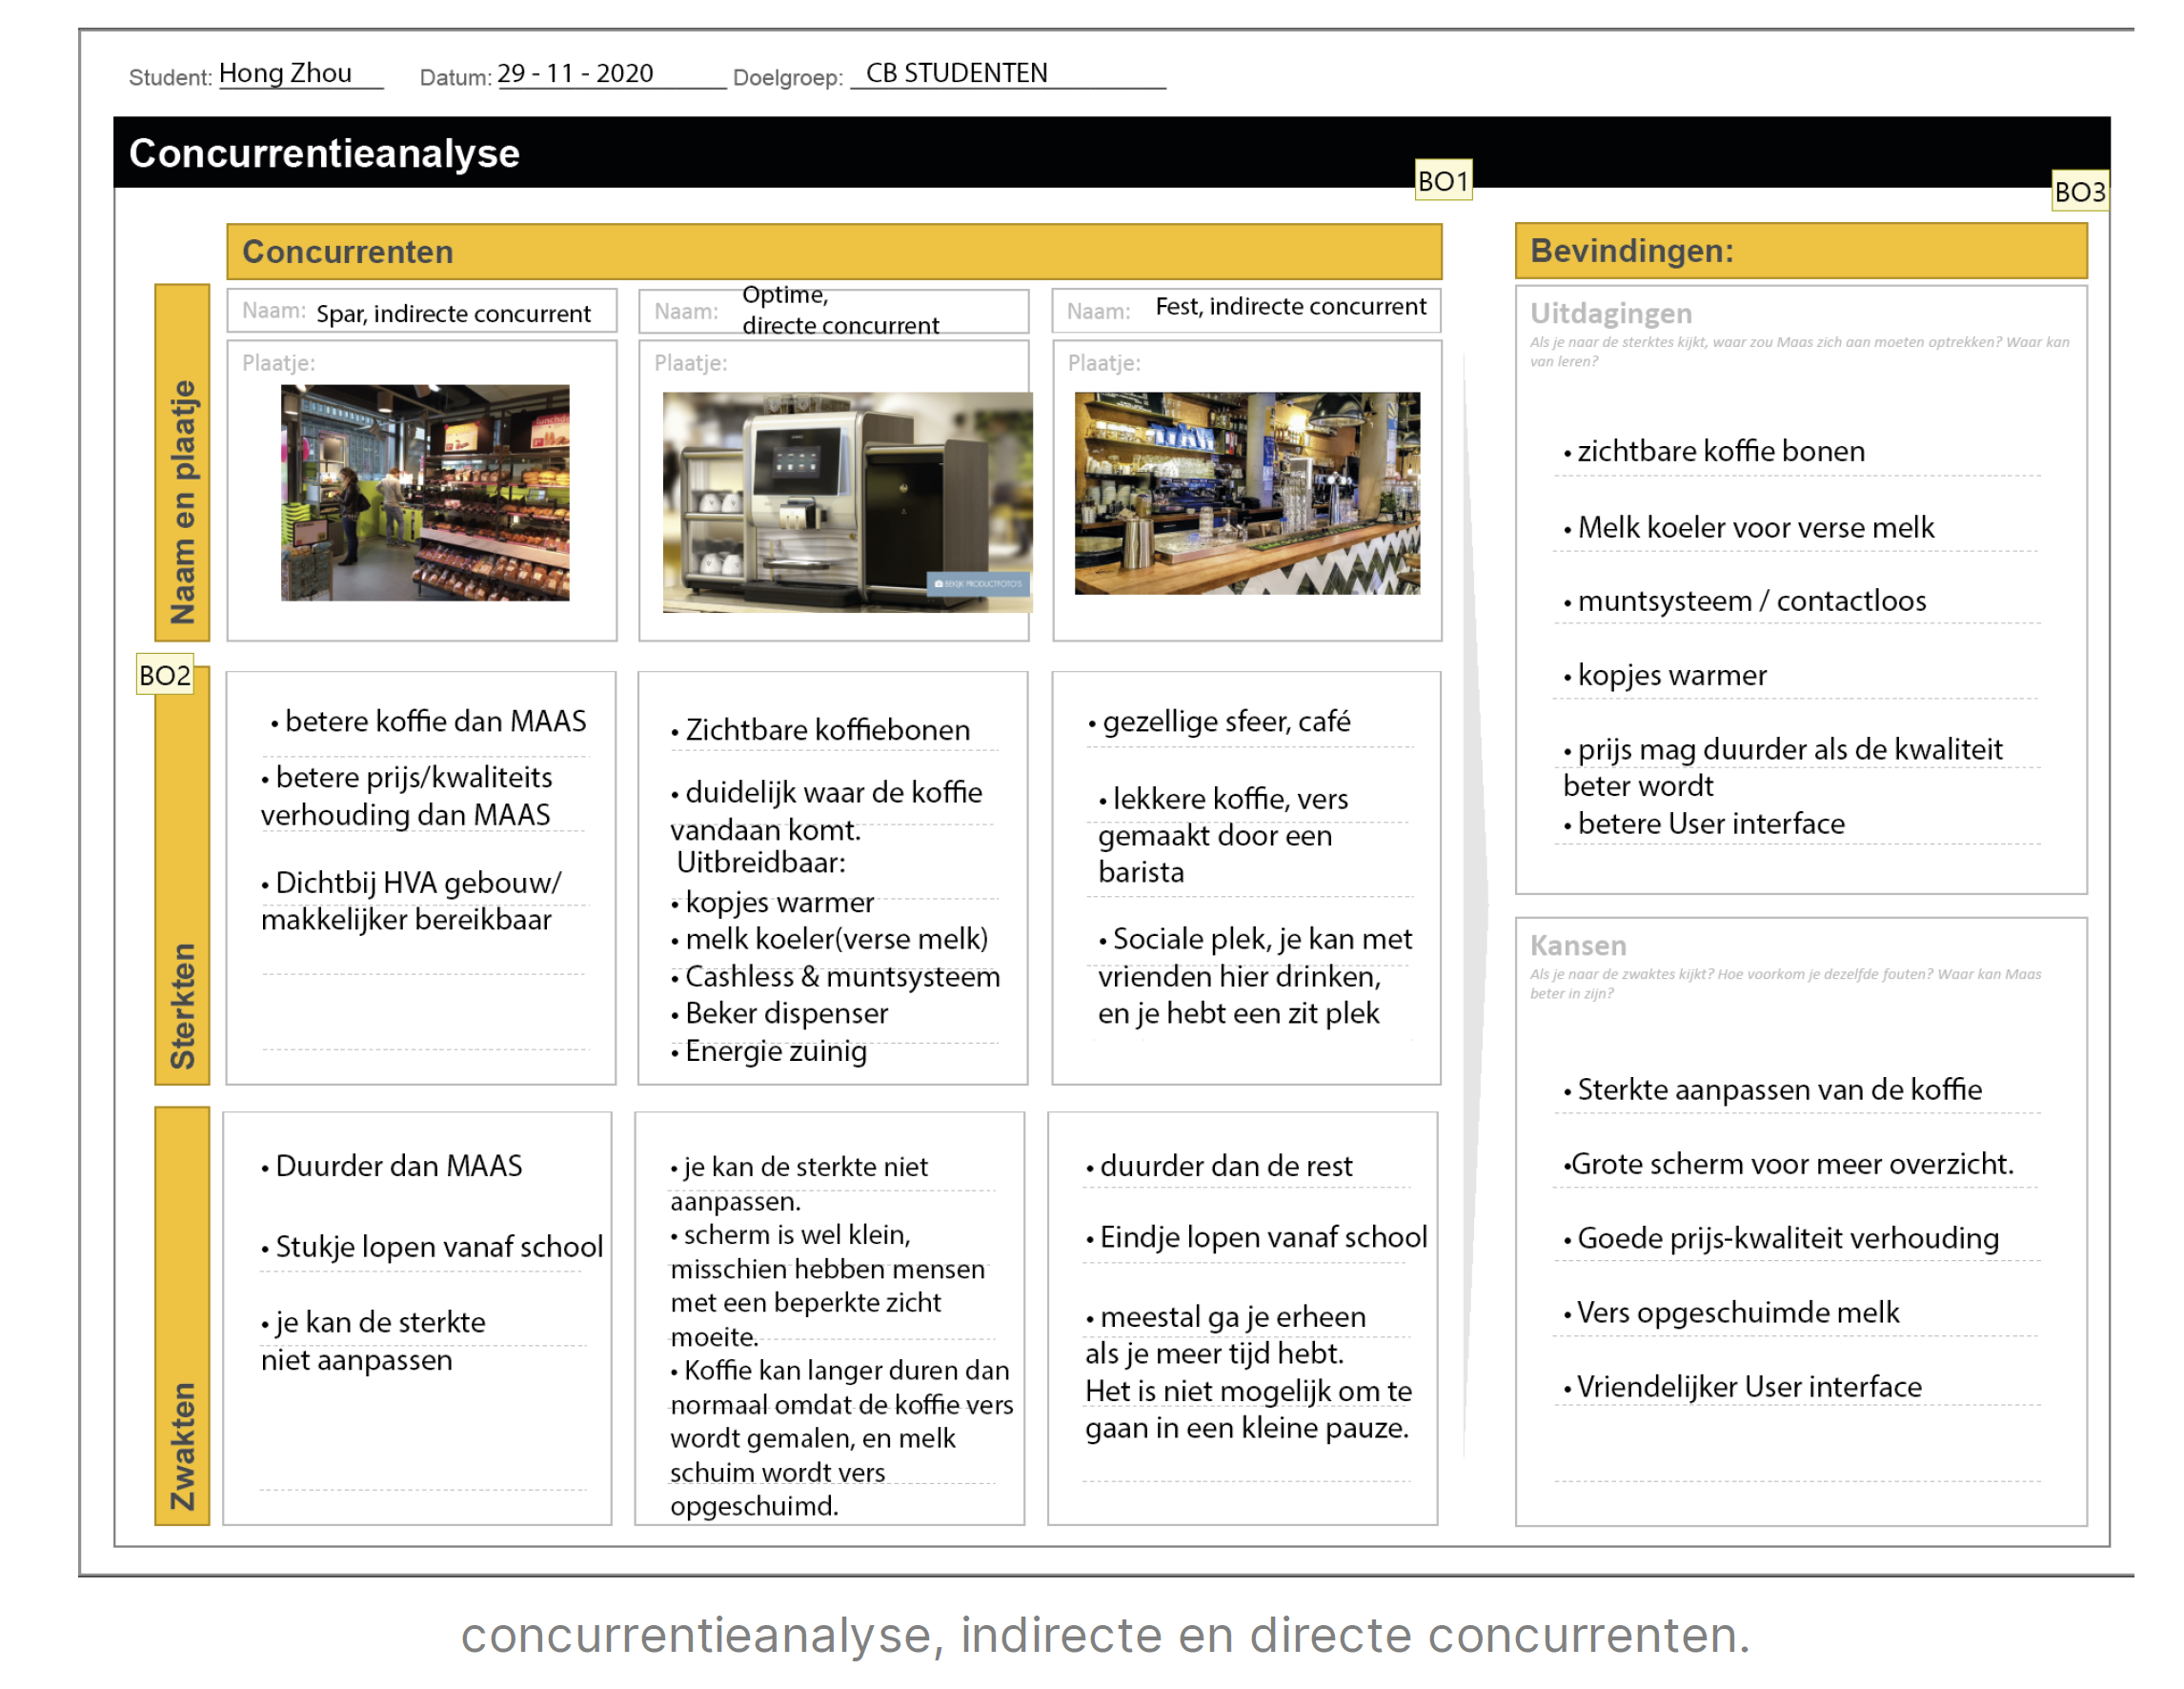 Student: Hong Zhou Datum: 29 - 11 - 2020 Doelgroep: CB STUDENTEN
Concurrentieanalyse
BO1
BO3
Concurrenten
Naam en plaatje
Naam: Spar, indirecte concurrent
Plaatje:
Naam: Optime,
directe concurrent
Plaatje:
BEKIJK PRODUCTFOTO'S
Naam: Fest, indirecte concurrent
Plaatje:
BO2
Sterkten
• betere koffie dan MAAS
• betere prijs/kwaliteits
verhouding dan MAAS
• Dichtbij HVA gebouw/
makkelijker bereikbaar
• Zichtbare koffiebonen
• duidelijk waar de koffie
vandaan komt.
Uitbreidbaar:
• kopjes warmer
• melk koeler(verse melk)
• Cashless & muntsysteem
• Beker dispenser
• Energie zuinig
• gezellige sfeer, café
• lekkere koffie, vers
gemaakt door een
barista
• Sociale plek, je kan met
vrienden hier drinken,
en je hebt een zit plek
Zwakten
• Duurder dan MAAS
• Stukje lopen vanaf school
• je kan de sterkte
niet aanpassen
• je kan de sterkte niet
aanpassen.
• scherm is wel klein,
misschien hebben mensen
met een beperkte zicht
moeite.
• Koffie kan langer duren dan
normaal omdat de koffie vers
wordt gemalen, en melk
schuim wordt vers
opgeschuimd.
• duurder dan de rest
• Eindje lopen vanaf school
• meestal ga je erheen
als je meer tijd hebt.
Het is niet mogelijk om te
gaan in een kleine pauze.
Bevindingen:
Uitdagingen
Als je naar de sterktes kijkt, waar zou Maas zich aan moeten optrekken? Waar kan
van leren?
• zichtbare koffie bonen
• Melk koeler voor verse melk
• muntsysteem / contactloos
• kopjes warmer
• prijs mag duurder als de kwaliteit
beter wordt
• betere User interface
Kansen
Als je naar de zwaktes kijkt? Hoe voorkom je dezelfde fouten? Waar kan Maas
beter in zijn?
• Sterkte aanpassen van de koffie
•Grote scherm voor meer overzicht.
• Goede prijs-kwaliteit verhouding
• Vers opgeschuimde melk
• Vriendelijker User interface
concurrentieanalyse, indirecte en directe concurrenten.